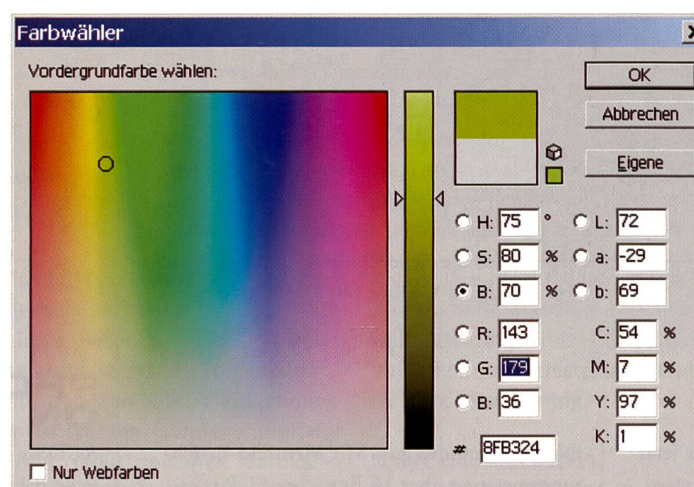 Farbwähler
Vordergrundfarbe wählen:
OK
Abbrechen
Eigene
H: 75 °
S: 80 %
B: 70 %
R: 143
G: 179
B: 36
# 8FB324
L: 72
a: -29
b: 69
C: 54 %
M: 7 %
Y: 97 %
K: 1 %
Nur Webfarben